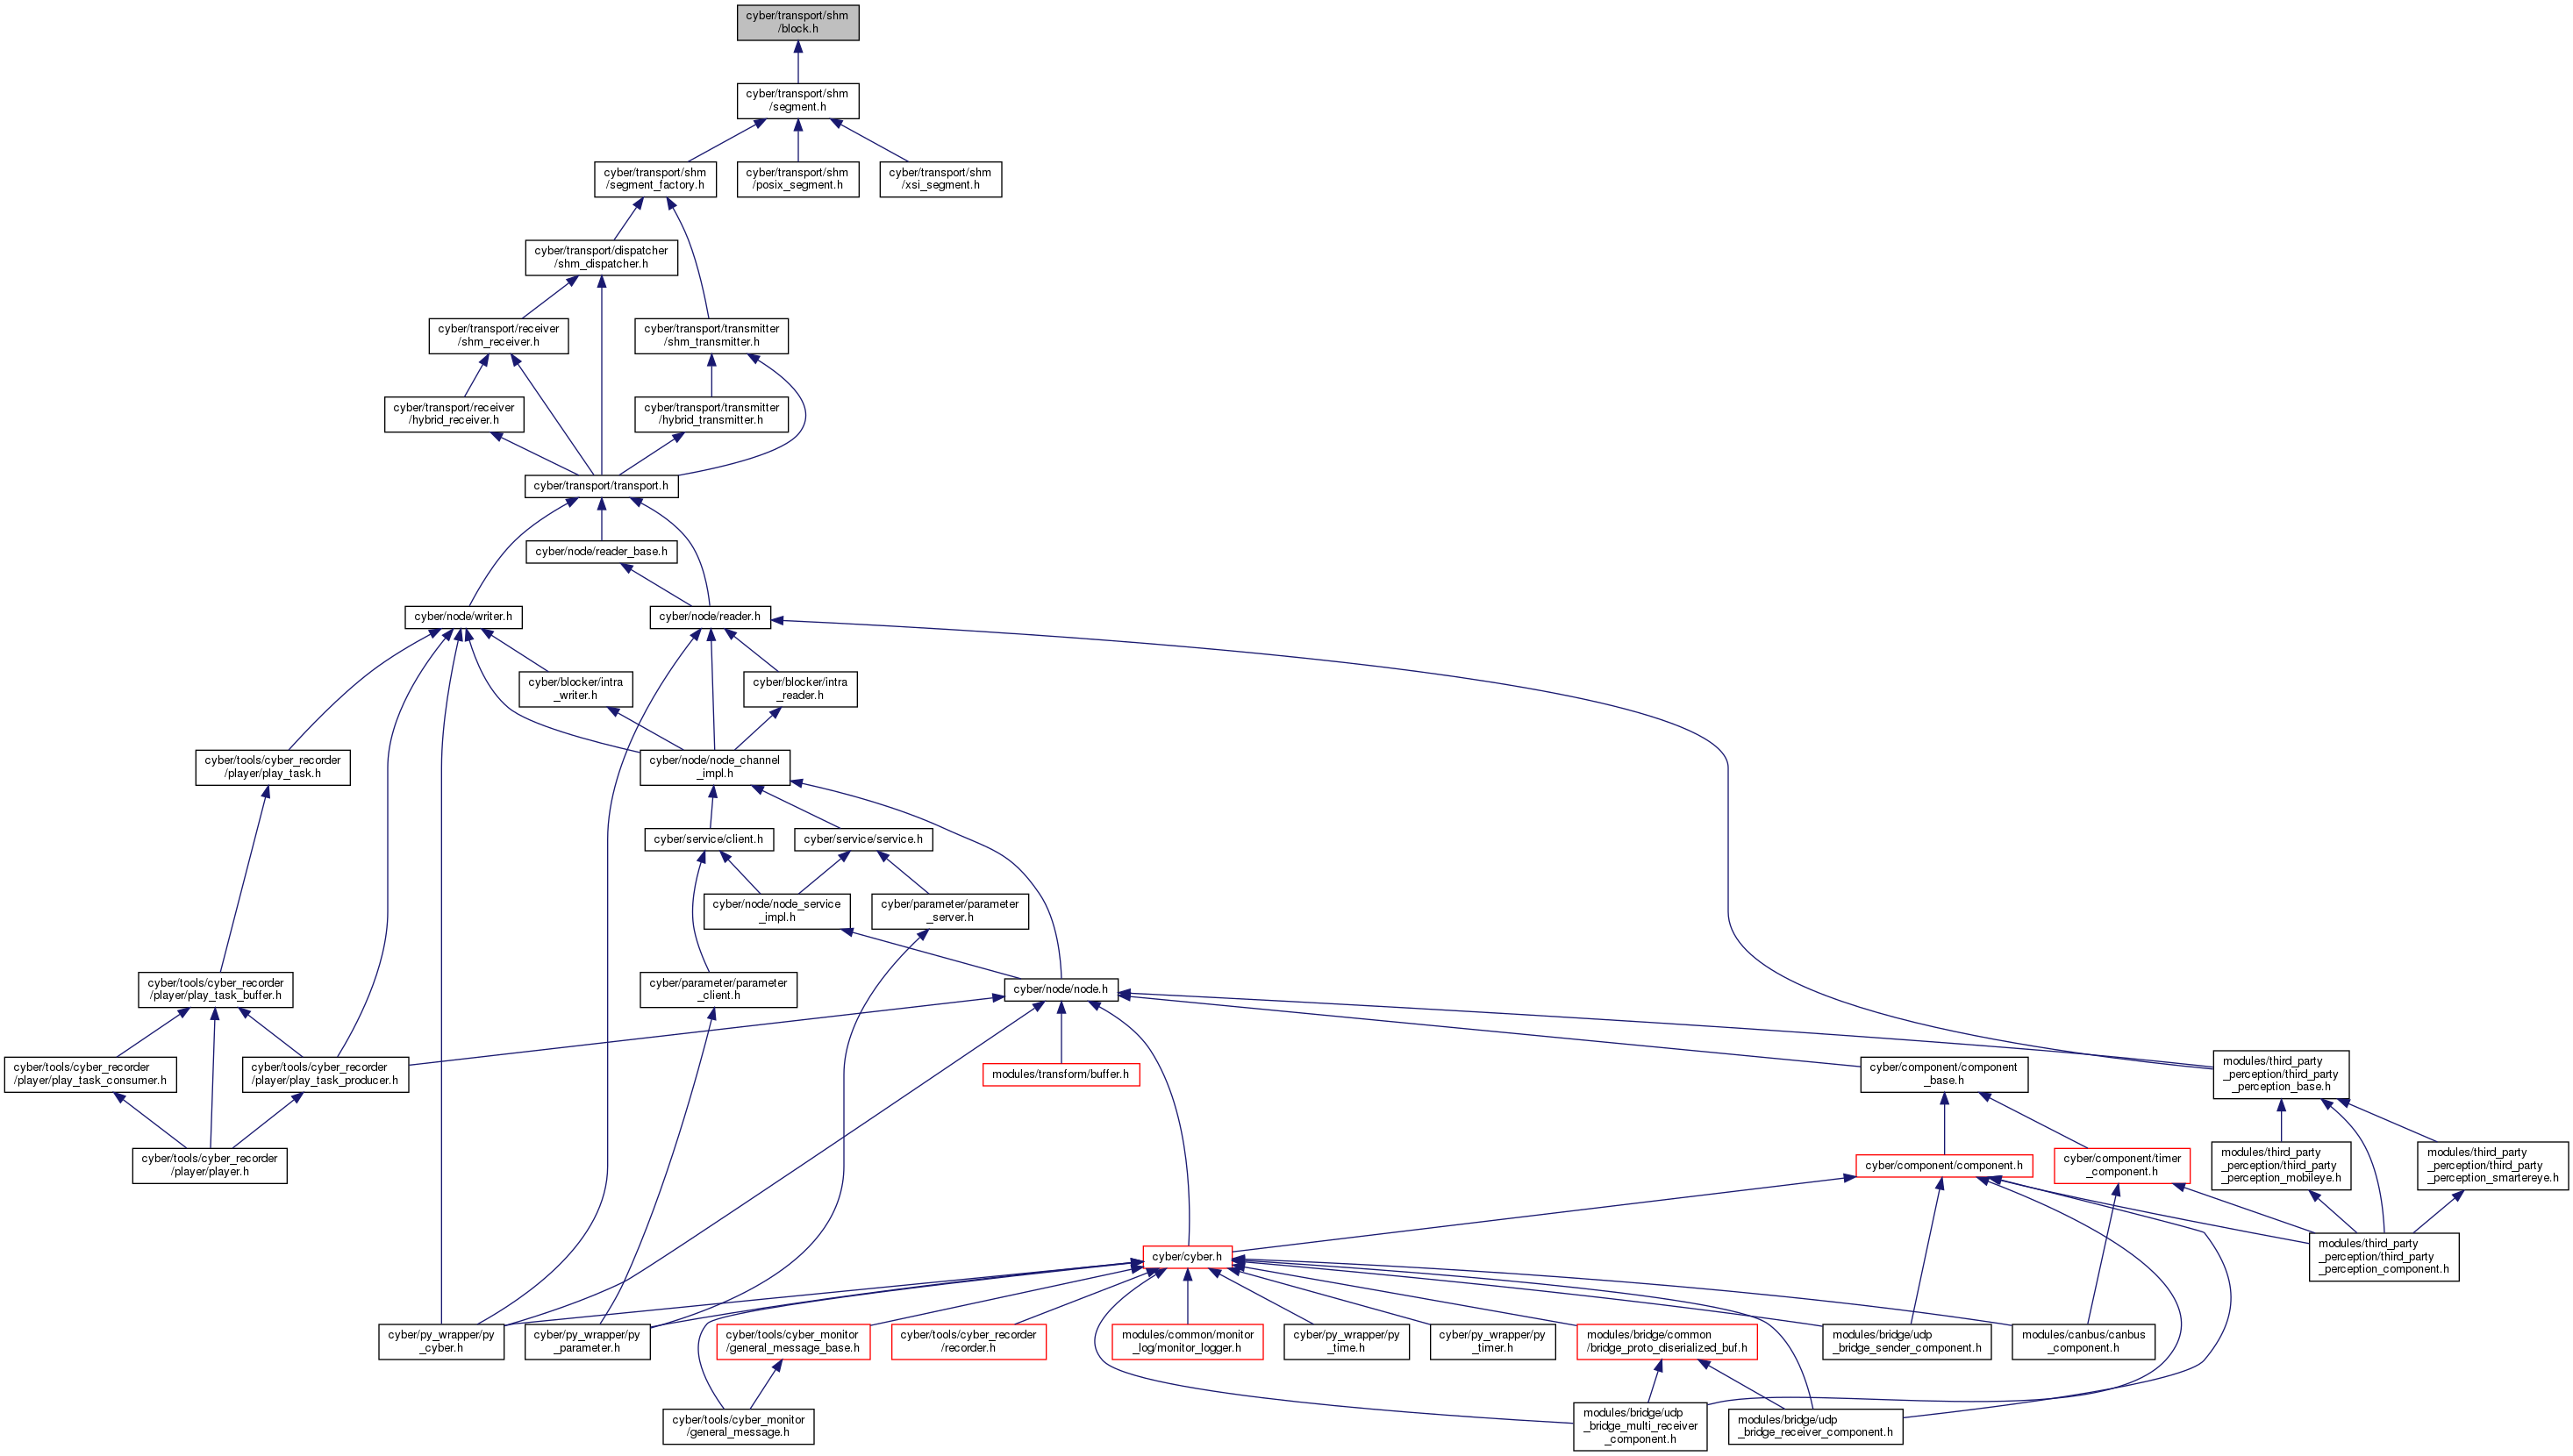 cyber/transport/shm
/block.h
cyber/transport/shm
/segment.h
cyber/transport/shm
/segment_factory.h
cyber/transport/shm
/posix_segment.h
cyber/transport/shm
/xsi_segment.h
cyber/transport/dispatcher
/shm_dispatcher.h
cyber/transport/receiver
/shm_receiver.h
cyber/transport/transmitter
/shm_transmitter.h
cyber/transport/receiver
/hybrid_receiver.h
cyber/transport/transmitter
/hybrid_transmitter.h
cyber/transport/transport.h
cyber/node/reader_base.h
cyber/node/writer.h
cyber/node/reader.h
cyber/blocker/intra
_writer.h
cyber/blocker/intra
_reader.h
cyber/tools/cyber_recorder
/player/play_task.h
cyber/node/node_channel
_impl.h
cyber/service/client.h
cyber/service/service.h
cyber/node/node_service
_impl.h
cyber/parameter/parameter
_server.h
cyber/tools/cyber_recorder
/player/play_task_buffer.h
cyber/parameter/parameter
_client.h
cyber/node/node.h
cyber/tools/cyber_recorder
/player/play_task_consumer.h
cyber/tools/cyber_recorder
/player/play_task_producer.h
modules/transform/buffer.h
cyber/component/component
_base.h
modules/third_party
_perception/third_party
_perception_base.h
cyber/tools/cyber_recorder
/player/player.h
cyber/component/component.h
cyber/component/timer
_component.h
modules/third_party
_perception/third_party
_perception_mobileye.h
modules/third_party
_perception/third_party
_perception_smartereye.h
cyber/cyber.h
modules/third_party
_perception/third_party
_perception_component.h
cyber/py_wrapper/py
_cyber.h
cyber/py_wrapper/py
_parameter.h
cyber/tools/cyber_monitor
/general_message_base.h
cyber/tools/cyber_recorder
/recorder.h
modules/common/monitor
_log/monitor_logger.h
cyber/py_wrapper/py
_time.h
cyber/py_wrapper/py
_timer.h
modules/bridge/common
/bridge_proto_diserialized_buf.h
modules/bridge/udp
_bridge_sender_component.h
modules/canbus/canbus
_component.h
cyber/tools/cyber_monitor
/general_message.h
modules/bridge/udp
_bridge_multi_receiver
_component.h
modules/bridge/udp
_bridge_receiver_component.h